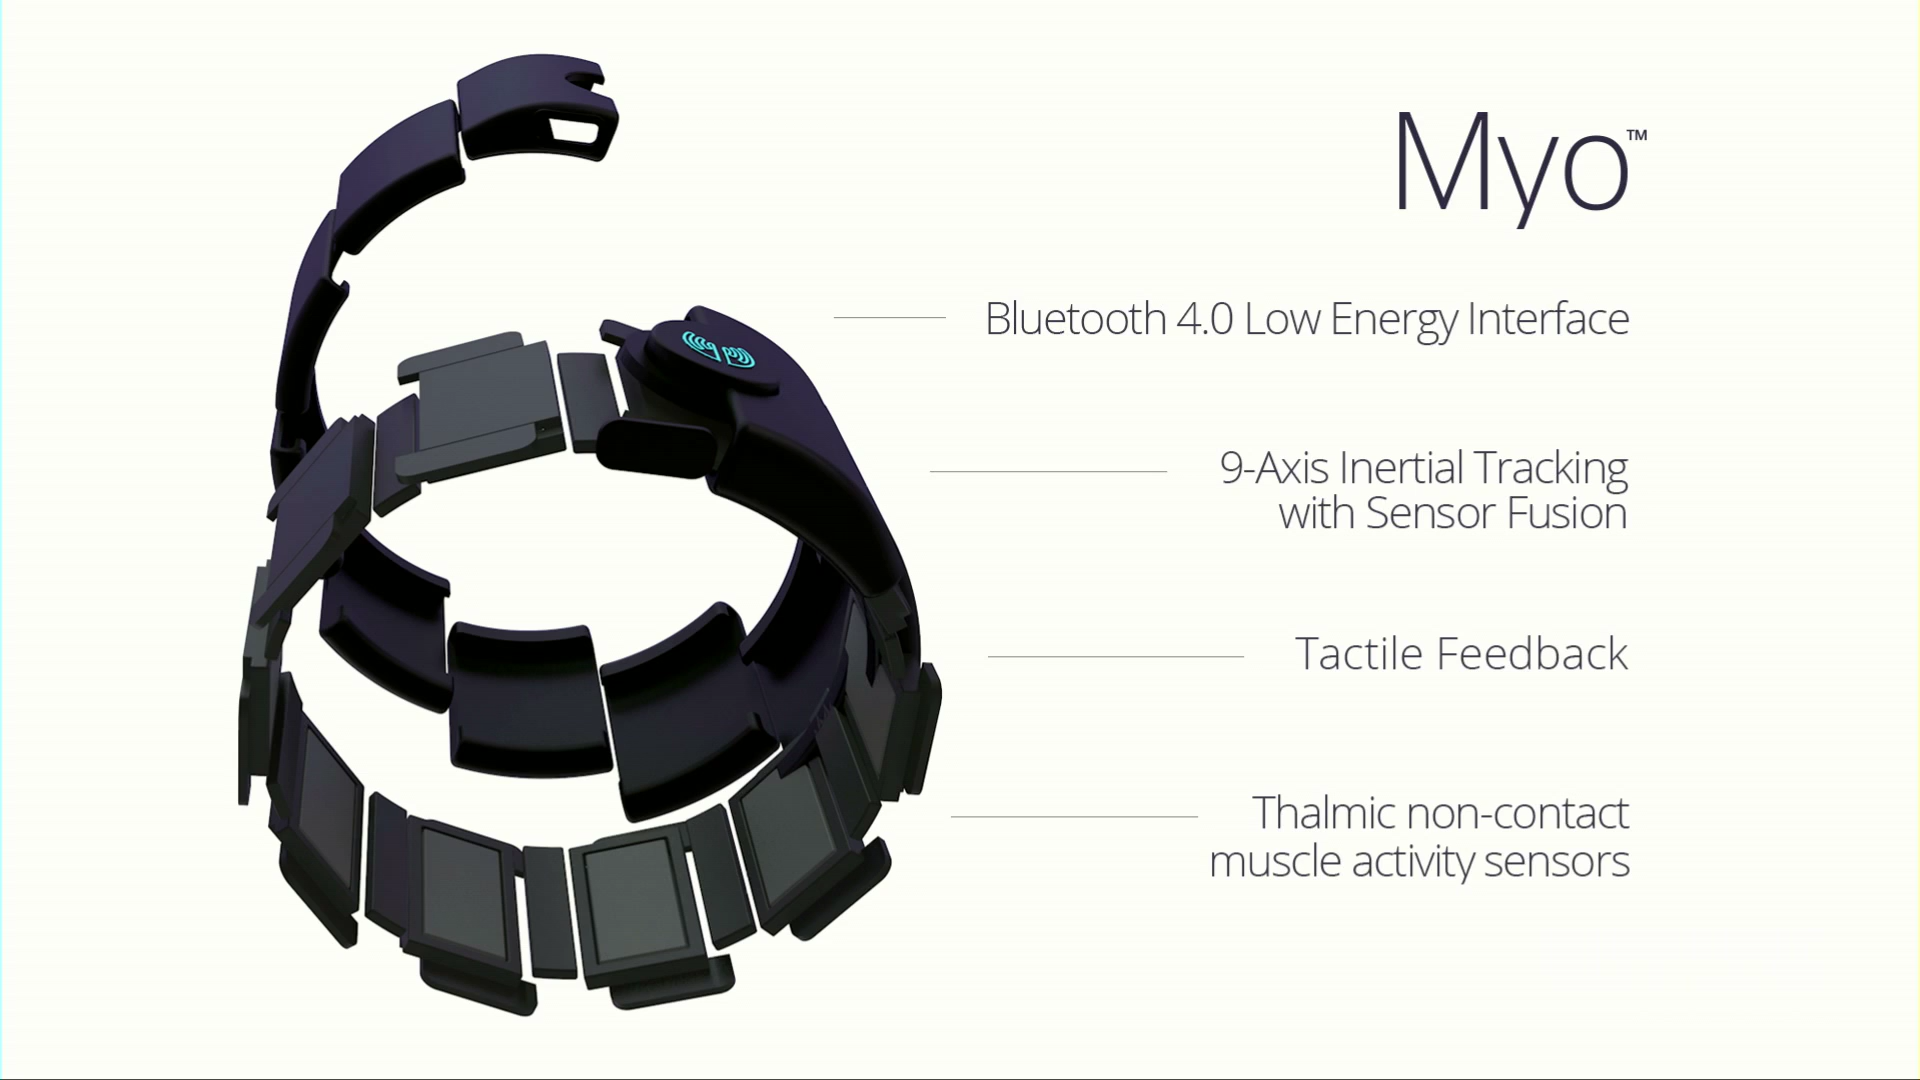 Myo™
Bluetooth 4.0 Low Energy Interface
9-Axis Inertial Tracking
with Sensor Fusion
Tactile Feedback
Thalmic non-contact
muscle activity sensors